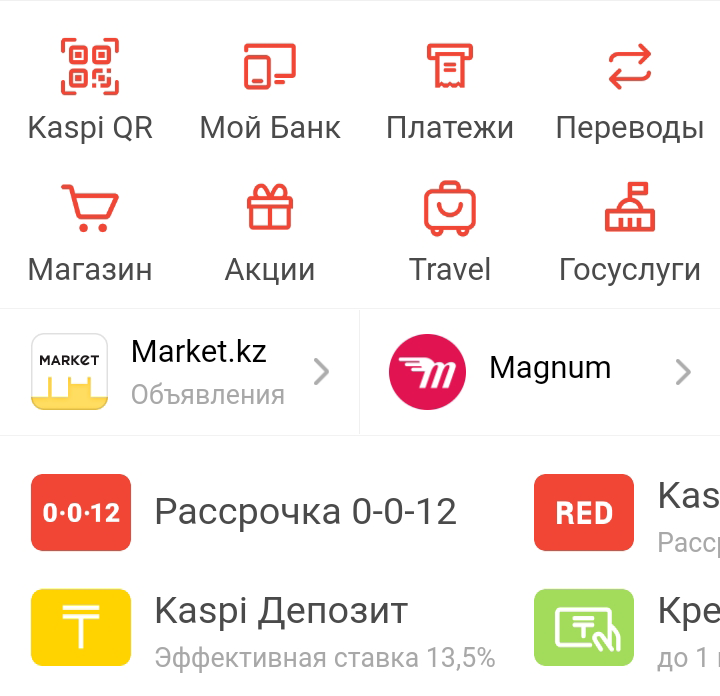 Kaspi QR
Мой Банк
Платежи
Переводы
Магазин
Акции
Travel
Госуслуги
MARKET
Market.kz
Объявления
Magnum
0·0·12
Рассрочка 0-0-12
RED
Kas
Расс
Kaspi Депозит
Эффективная ставка 13,5%
Кре
до 1